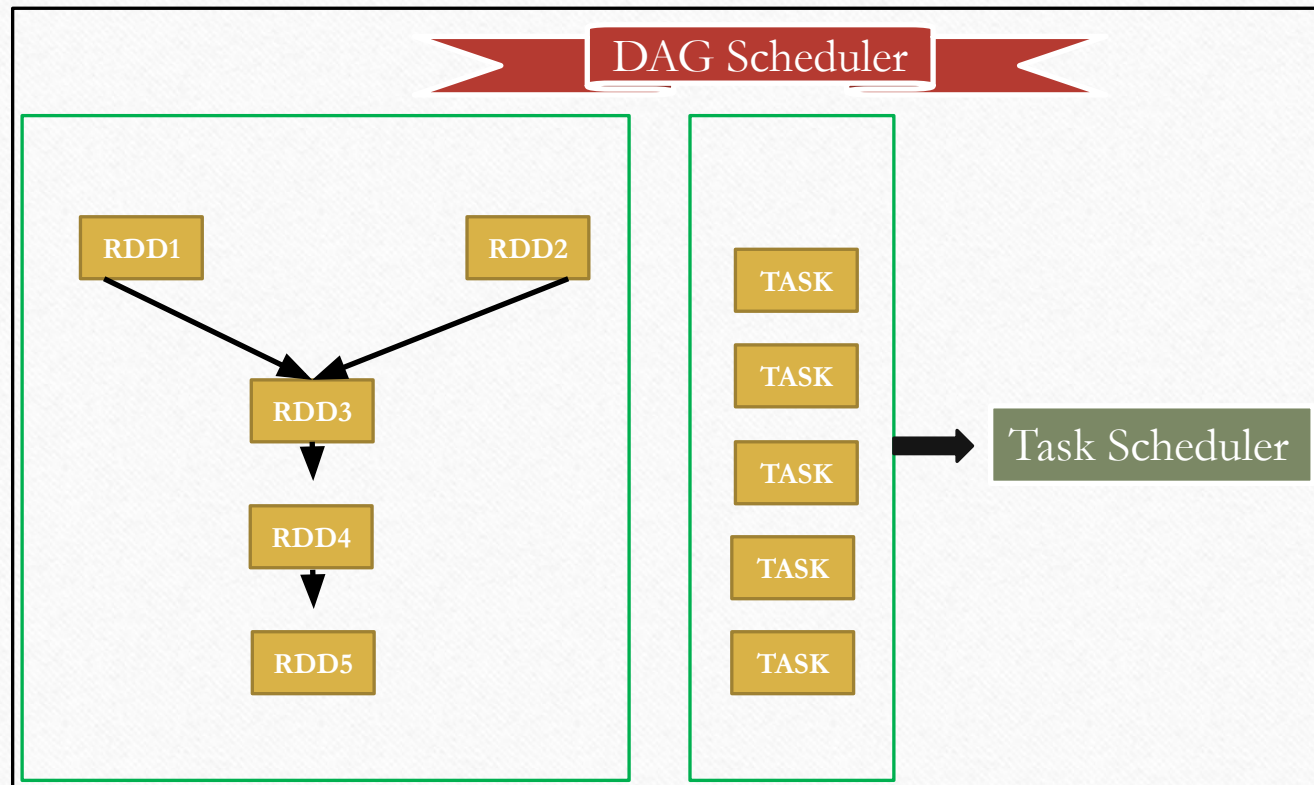 DAG Scheduler
RDD1
RDD2
RDD3
RDD4
RDD5
TASK
TASK
TASK
TASK
TASK
Task Scheduler